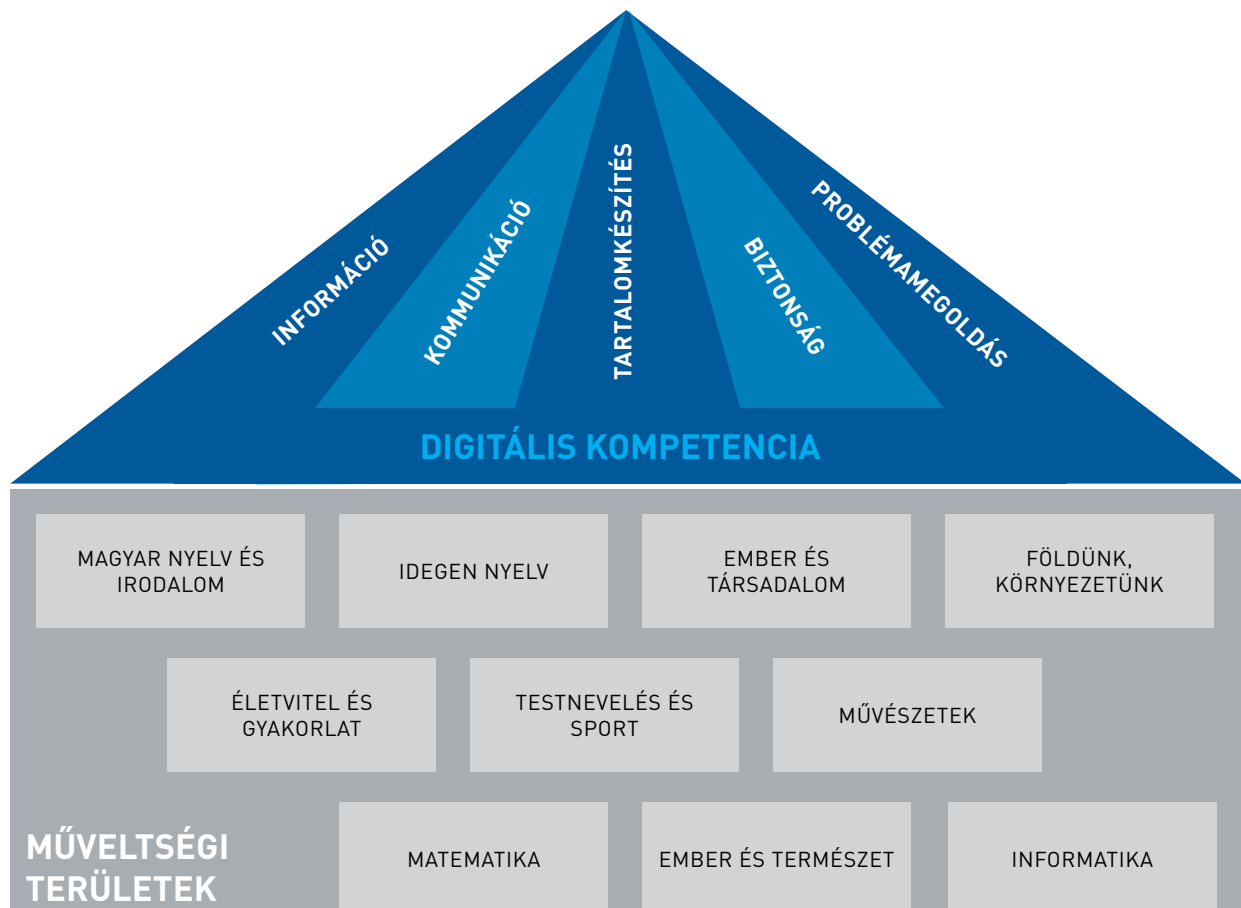 INFORMÁCIÓ
KOMMUNIKÁCIÓ
TARTALOMKÉSZÍTÉS
BIZTONSÁG
PROBLÉMAMEGOLDÁS
DIGITÁLIS KOMPETENCIA
MAGYAR NYELV ÉS
IRODALOM
IDEGEN NYELV
EMBER ÉS
TÁRSADALOM
FÖLDÜNK,
KÖRNYEZETÜNK
ÉLETVITEL ÉS
GYAKORLAT
TESTNEVELÉS ÉS
SPORT
MŰVÉSZETEK
MŰVELTSÉGI
TERÜLETEK
MATEMATIKA
EMBER ÉS TERMÉSZET
INFORMATIKA